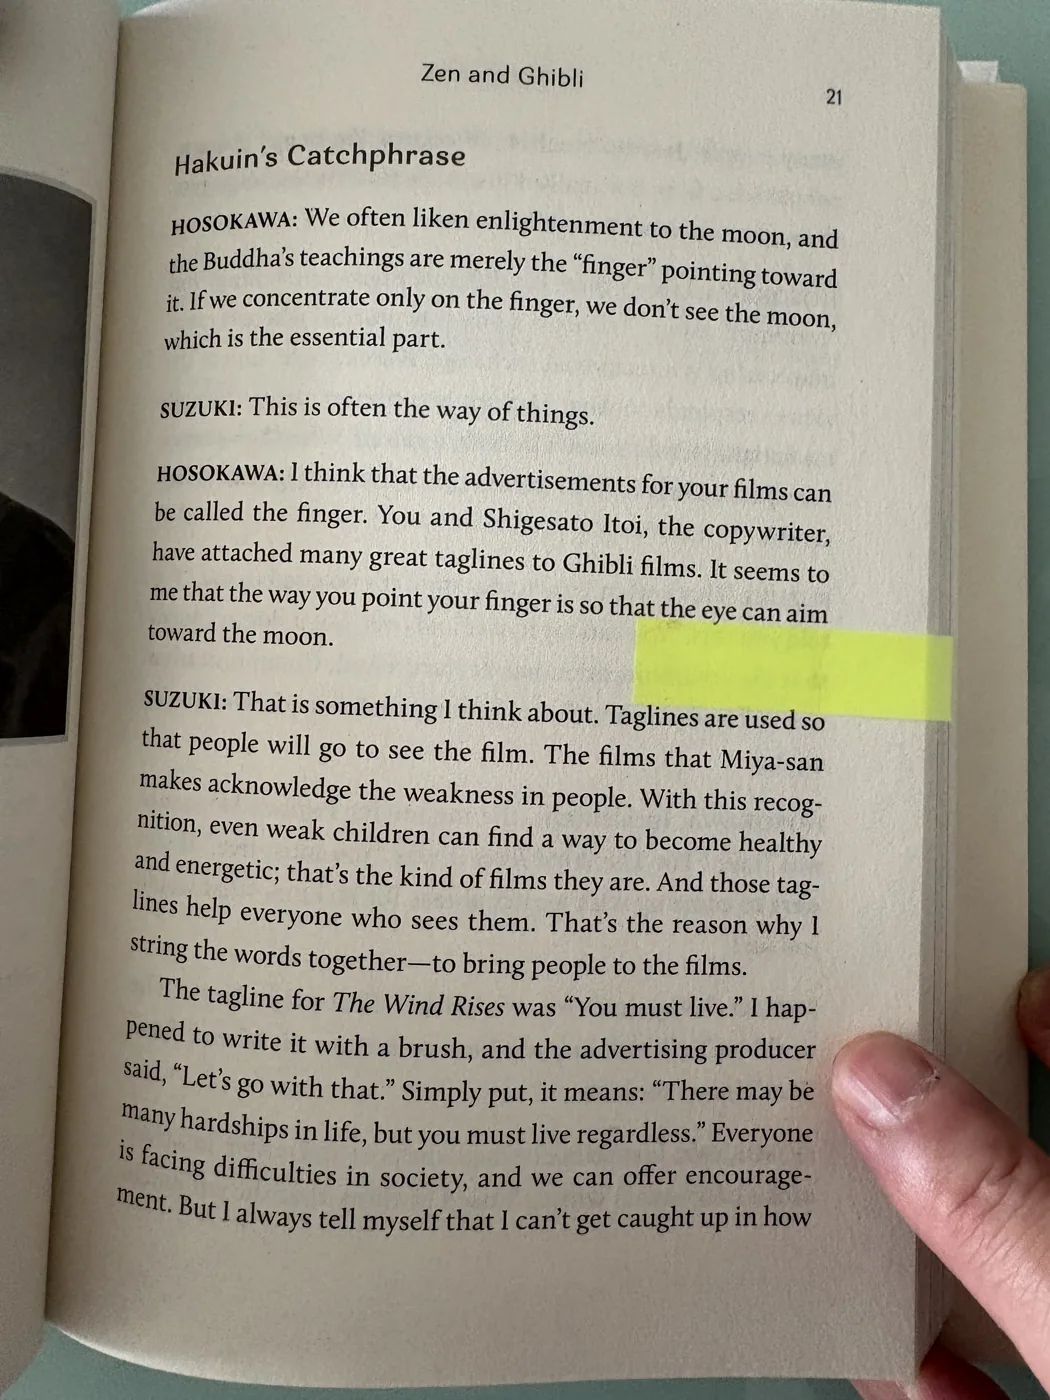 Zen and Ghibli
21
Hakuin's Catchphrase
HOSOKAWA: We often liken enlightenment to the moon, and
the Buddha's teachings are merely the “finger” pointing toward
it. If we concentrate only on the finger, we don't see the moon,
which is the essential part.
SUZUKI: This is often the way of things.
HOSOKAWA: I think that the advertisements for your films can
be called the finger. You and Shigesato Itoi, the copywriter,
have attached many great taglines to Ghibli films. It seems to
me that the way you point your finger is so that the eye can aim
toward the moon.
SUZUKI: That is something I think about. Taglines are used so
that people will go to see the film. The films that Miya-san
makes acknowledge the weakness in people. With this recog-
nition, even weak children can find a way to become healthy
and energetic; that's the kind of films they are. And those tag-
lines help everyone who sees them. That's the reason why I
string the words together—to bring people to the films.
The tagline for The Wind Rises was “You must live.” I hap-
pened to write it with a brush, and the advertising producer
said, “Let's go with that.” Simply put, it means: “There may be
many hardships in life, but you must live regardless.” Everyone
is facing difficulties in society, and we can offer encourage-
ment. But I always tell myself that I can't get caught up in how